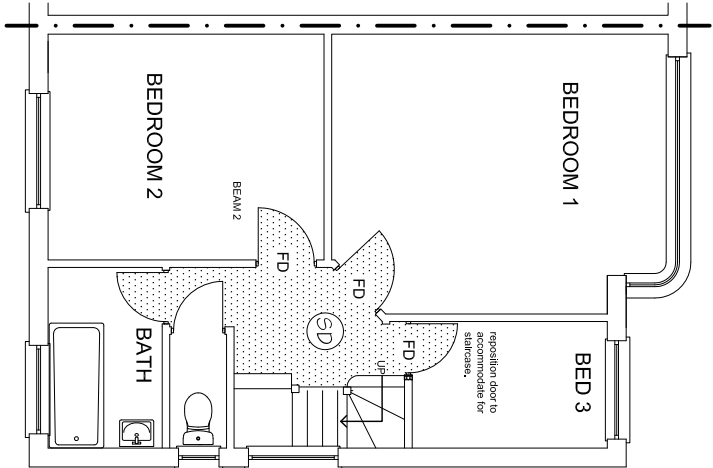 BEDROOM 2
BEDROOM 1
BEAM 2
FD
FD
SD
FD
UP
reposition door to
accommodate for
staircase.
BATH
BED 3